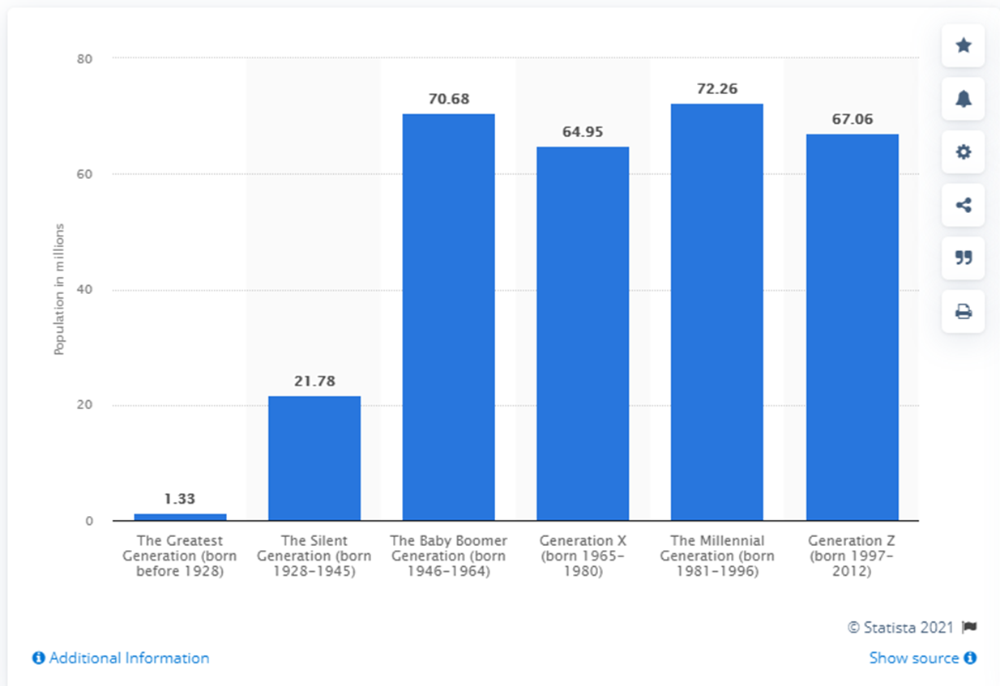 80
60
40
20
0
Population in millions
1.33
21.78
70.68
64.95
72.26
67.06
The Greatest
Generation (born
before 1928)
The Silent
Generation (born
1928–1945)
The Baby Boomer
Generation (born
1946–1964)
Generation X
(born 1965–
1980)
The Millennial
Generation (born
1981–1996)
Generation Z
(born 1997–
2012)
© Statista 2021
Additional Information
Show source